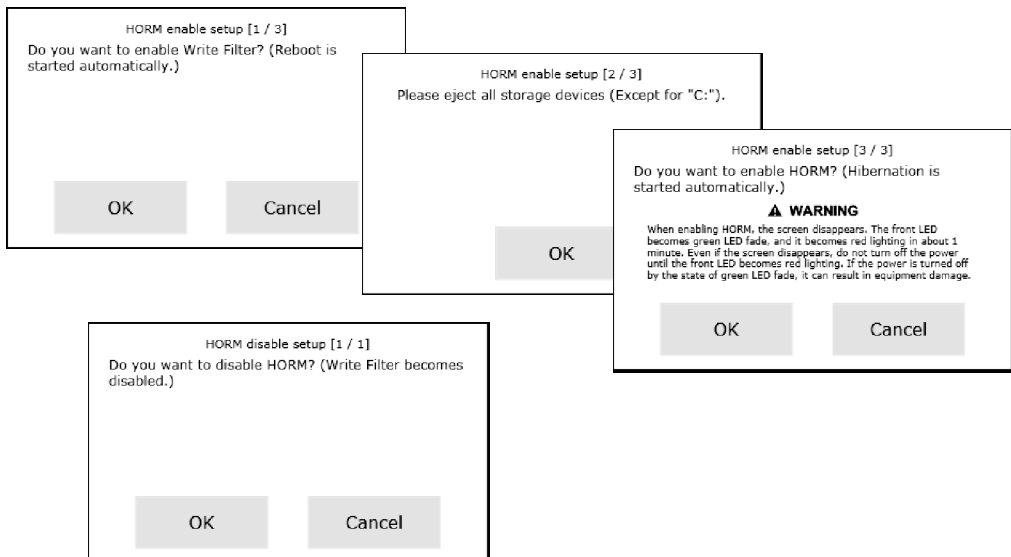 HORM enable setup [1 / 3]
Do you want to enable Write Filter? (Reboot is
started automatically.)
OK
Cancel
HORM enable setup [2 / 3]
Please eject all storage devices (Except for "C:").
OK
HORM enable setup [3 / 3]
Do you want to enable HORM? (Hibernation is
started automatically.)
WARNING
When enabling HORM, the screen disappears. The front LED
becomes green LED fade, and it becomes red lighting in about 1
minute. Even if the screen disappears, do not turn off the power
until the front LED becomes red lighting. If the power is turned off
by the state of green LED fade, it can result in equipment damage.
OK
Cancel
HORM disable setup [1 / 1]
Do you want to disable HORM? (Write Filter becomes
disabled.)
OK
Cancel